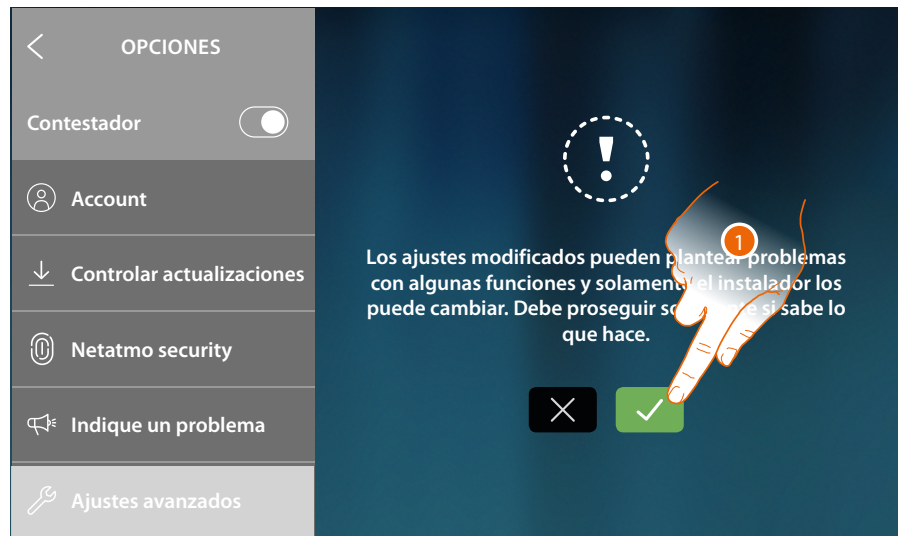 OPCIONES
Contestador
Account
Controlar actualizaciones
Netatmo security
Indique un problema
Ajustes avanzados
Los ajustes modificados pueden plantear problemas
con algunas funciones y solamente el instalador los
puede cambiar. Debe proseguir solamente si sabe lo
que hace.
1